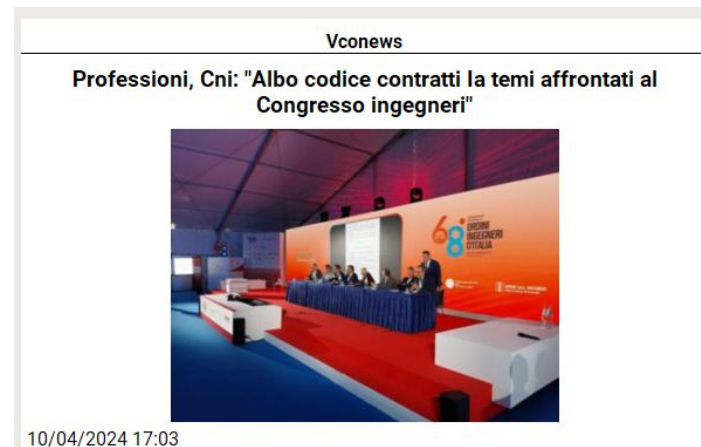 Vconews
Professioni, Cni: "Albo codice contratti Ia temi affrontati al
Congresso ingegneri"
68°
ORDINI
INGEGNERI
D'ITALIA
10/04/2024 17:03